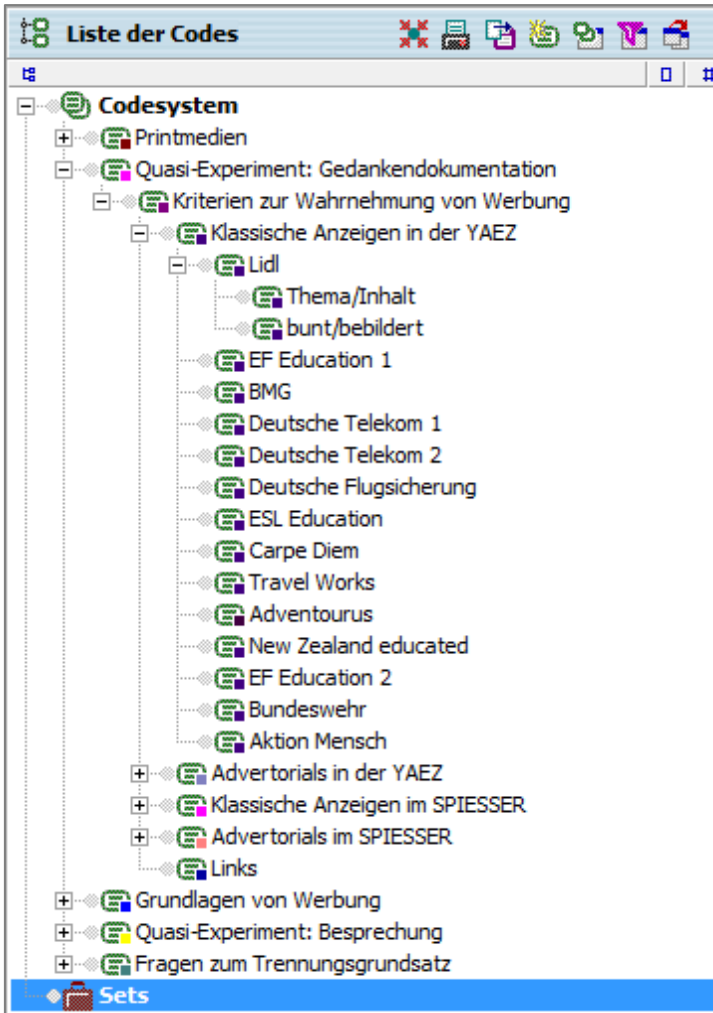 Liste der Codes
Codesystem
Printmedien
Quasi-Experiment: Gedankendokumentation
Kriterien zur Wahrnehmung von Werbung
Klassische Anzeigen in der YAEZ
Lidl
Thema/Inhalt
bunt/bebildert
EF Education 1
BMG
Deutsche Telekom 1
Deutsche Telekom 2
Deutsche Flugsicherung
ESL Education
Carpe Diem
Travel Works
Adventourus
New Zealand educated
EF Education 2
Bundeswehr
Aktion Mensch
Advertorials in der YAEZ
Klassische Anzeigen im SPIESSER
Advertorials im SPIESSER
Links
Grundlagen von Werbung
Quasi-Experiment: Besprechung
Fragen zum Trennungsgrundsatz
Sets